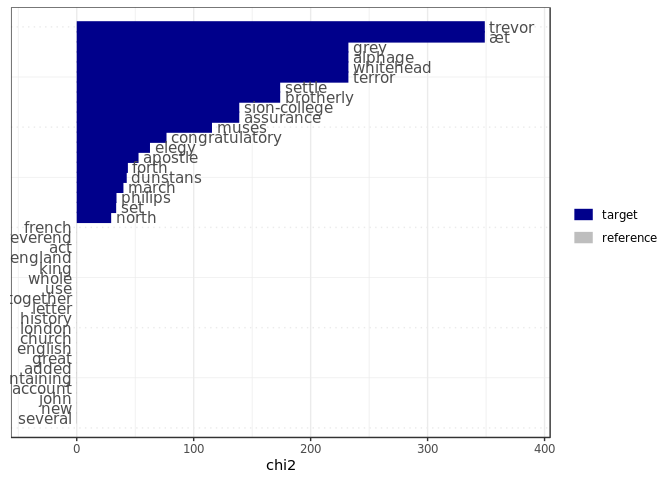 trevor
æt
grey
alphage
whitehead
terror
settle
brotherly
sion-college
assurance
muses
congratulatory
elegy
apostle
forth
dunstans
march
philips
set
north
french
everend
act
england
king
whole
use
together
letter
history
london
church
english
great
added
ntaining
account
john
new
several
target
reference
0 100 200 300 400
chi2